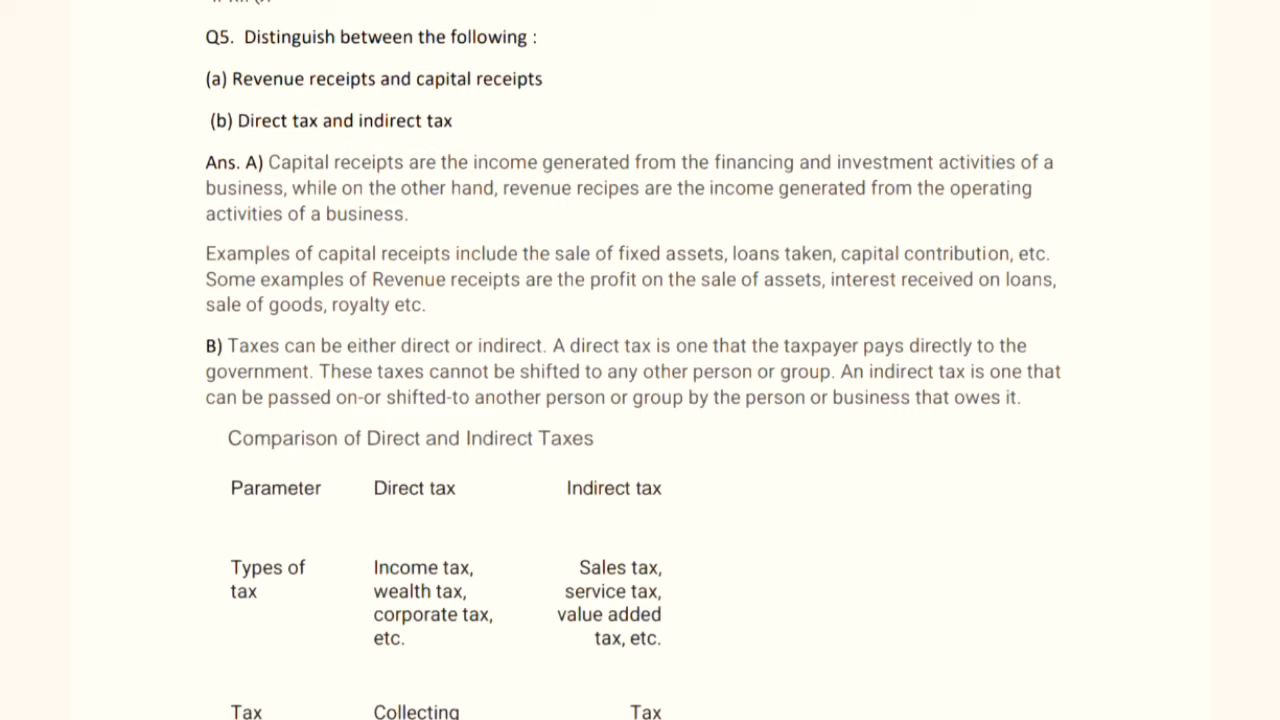 Q5. Distinguish between the following :
(a) Revenue receipts and capital receipts
(b) Direct tax and indirect tax
Ans. A) Capital receipts are the income generated from the financing and investment activities of a
business, while on the other hand, revenue recipes are the income generated from the operating
activities of a business.
Examples of capital receipts include the sale of fixed assets, loans taken, capital contribution, etc.
Some examples of Revenue receipts are the profit on the sale of assets, interest received on loans,
sale of goods, royalty etc.
B) Taxes can be either direct or indirect. A direct tax is one that the taxpayer pays directly to the
government. These taxes cannot be shifted to any other person or group. An indirect tax is one that
can be passed on-or shifted-to another person or group by the person or business that owes it.
Comparison of Direct and Indirect Taxes
Parameter Direct tax Indirect tax
Types of Income tax, Sales tax,
tax wealth tax, service tax,
corporate tax, value added
etc. tax, etc.
Tax Collecting Tax